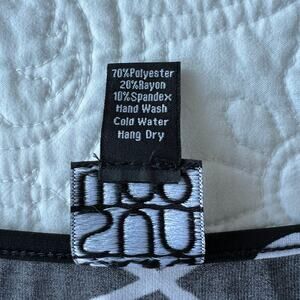 70%Polyester
20%Rayon
10%Spandex
Hand Wash
Cold Water
Hang Dry